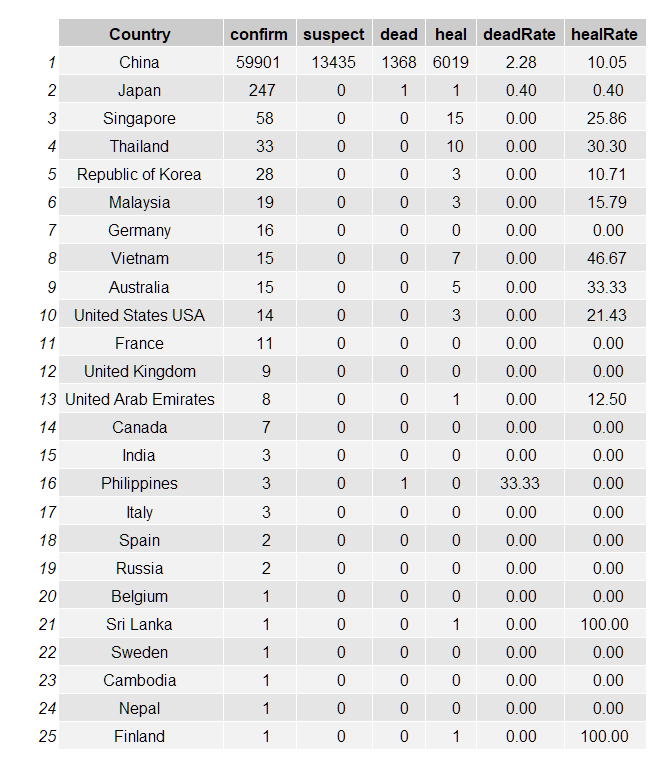 Country confirm suspect dead heal deadRate healRate
1 China 59901 13435 1368 6019 2.28 10.05
2 Japan 247 0 1 1 0.40 0.40
3 Singapore 58 0 0 15 0.00 25.86
4 Thailand 33 0 0 10 0.00 30.30
5 Republic of Korea 28 0 0 3 0.00 10.71
6 Malaysia 19 0 0 3 0.00 15.79
7 Germany 16 0 0 0 0.00 0.00
8 Vietnam 15 0 0 7 0.00 46.67
9 Australia 15 0 0 5 0.00 33.33
10 United States USA 14 0 0 3 0.00 21.43
11 France 11 0 0 0 0.00 0.00
12 United Kingdom 9 0 0 0 0.00 0.00
13 United Arab Emirates 8 0 0 1 0.00 12.50
14 Canada 7 0 0 0 0.00 0.00
15 India 3 0 0 0 0.00 0.00
16 Philippines 3 0 1 0 33.33 0.00
17 Italy 3 0 0 0 0.00 0.00
18 Spain 2 0 0 0 0.00 0.00
19 Russia 2 0 0 0 0.00 0.00
20 Belgium 1 0 0 0 0.00 0.00
21 Sri Lanka 1 0 0 1 0.00 100.00
22 Sweden 1 0 0 0 0.00 0.00
23 Cambodia 1 0 0 0 0.00 0.00
24 Nepal 1 0 0 0 0.00 0.00
25 Finland 1 0 0 1 0.00 100.00